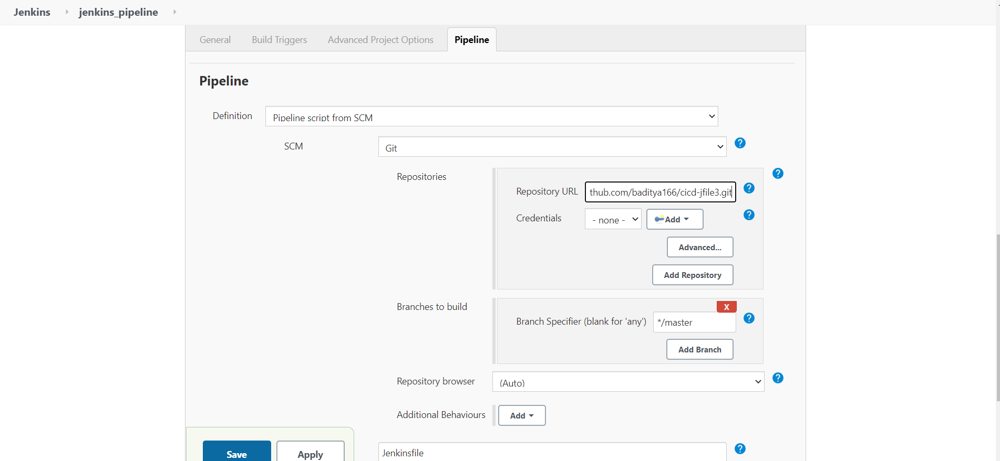 Jenkins jenkins_pipeline
General Build Triggers Advanced Project Options Pipeline
Pipeline
Definition Pipeline script from SCM
SCM Git ?
Repositories ?
Repository URL thub.com/baditya166/cicd-jfile3.git ?
Credentials - none - Add ?
Advanced...
Add Repository
Branches to build X
Branch Specifier (blank for 'any') */master ?
Add Branch
Repository browser (Auto) ?
Additional Behaviours Add
Save Apply Jenkinsfile ?